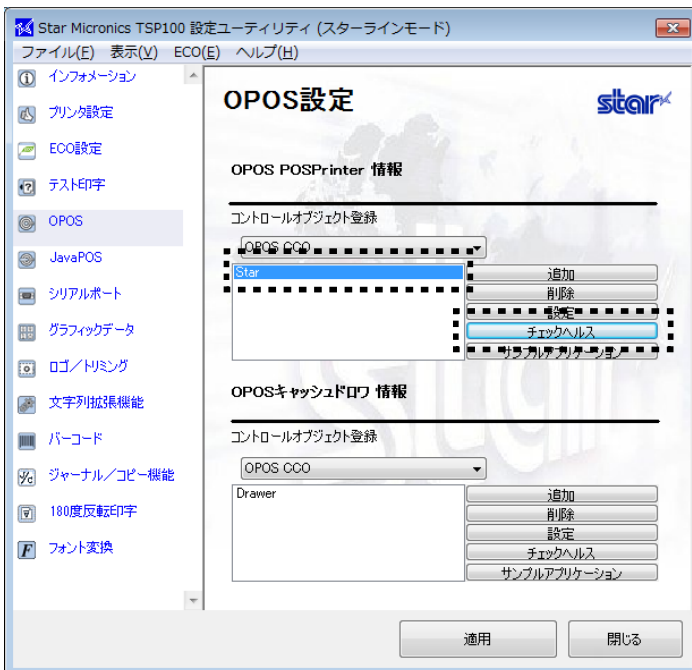 Star Micronics TSP100 設定ユーティリティ (スターラインモード)
ファイル(F) 表示(V) ECO(E) ヘルプ(H)
インフォメーション
プリンタ設定
ECO設定
テスト印字
OPOS
JavaPOS
シリアルポート
グラフィックデータ
ロゴ/トリミング
文字列拡張機能
バーコード
ジャーナル/コピー機能
180度反転印字
フォント変換
OPOS設定
star
OPOS POSPrinter 情報
コントロールオブジェクト登録
OPOS CCO
Star
追加
削除
設定
チェックヘルス
サンプルアプリケーション
OPOSキャッシュドロワ 情報
コントロールオブジェクト登録
OPOS CCO
Drawer
追加
削除
設定
チェックヘルス
サンプルアプリケーション
適用
閉じる